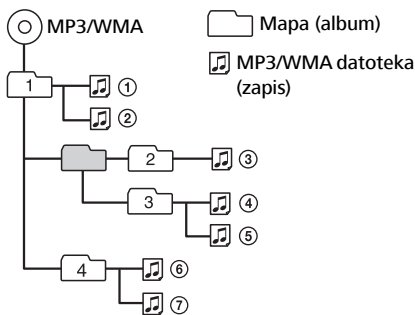 MP3/WMA
Mapa (album)
MP3/WMA datoteka
(zapis)
1
①
②
2
③
3
④
⑤
4
⑥
⑦